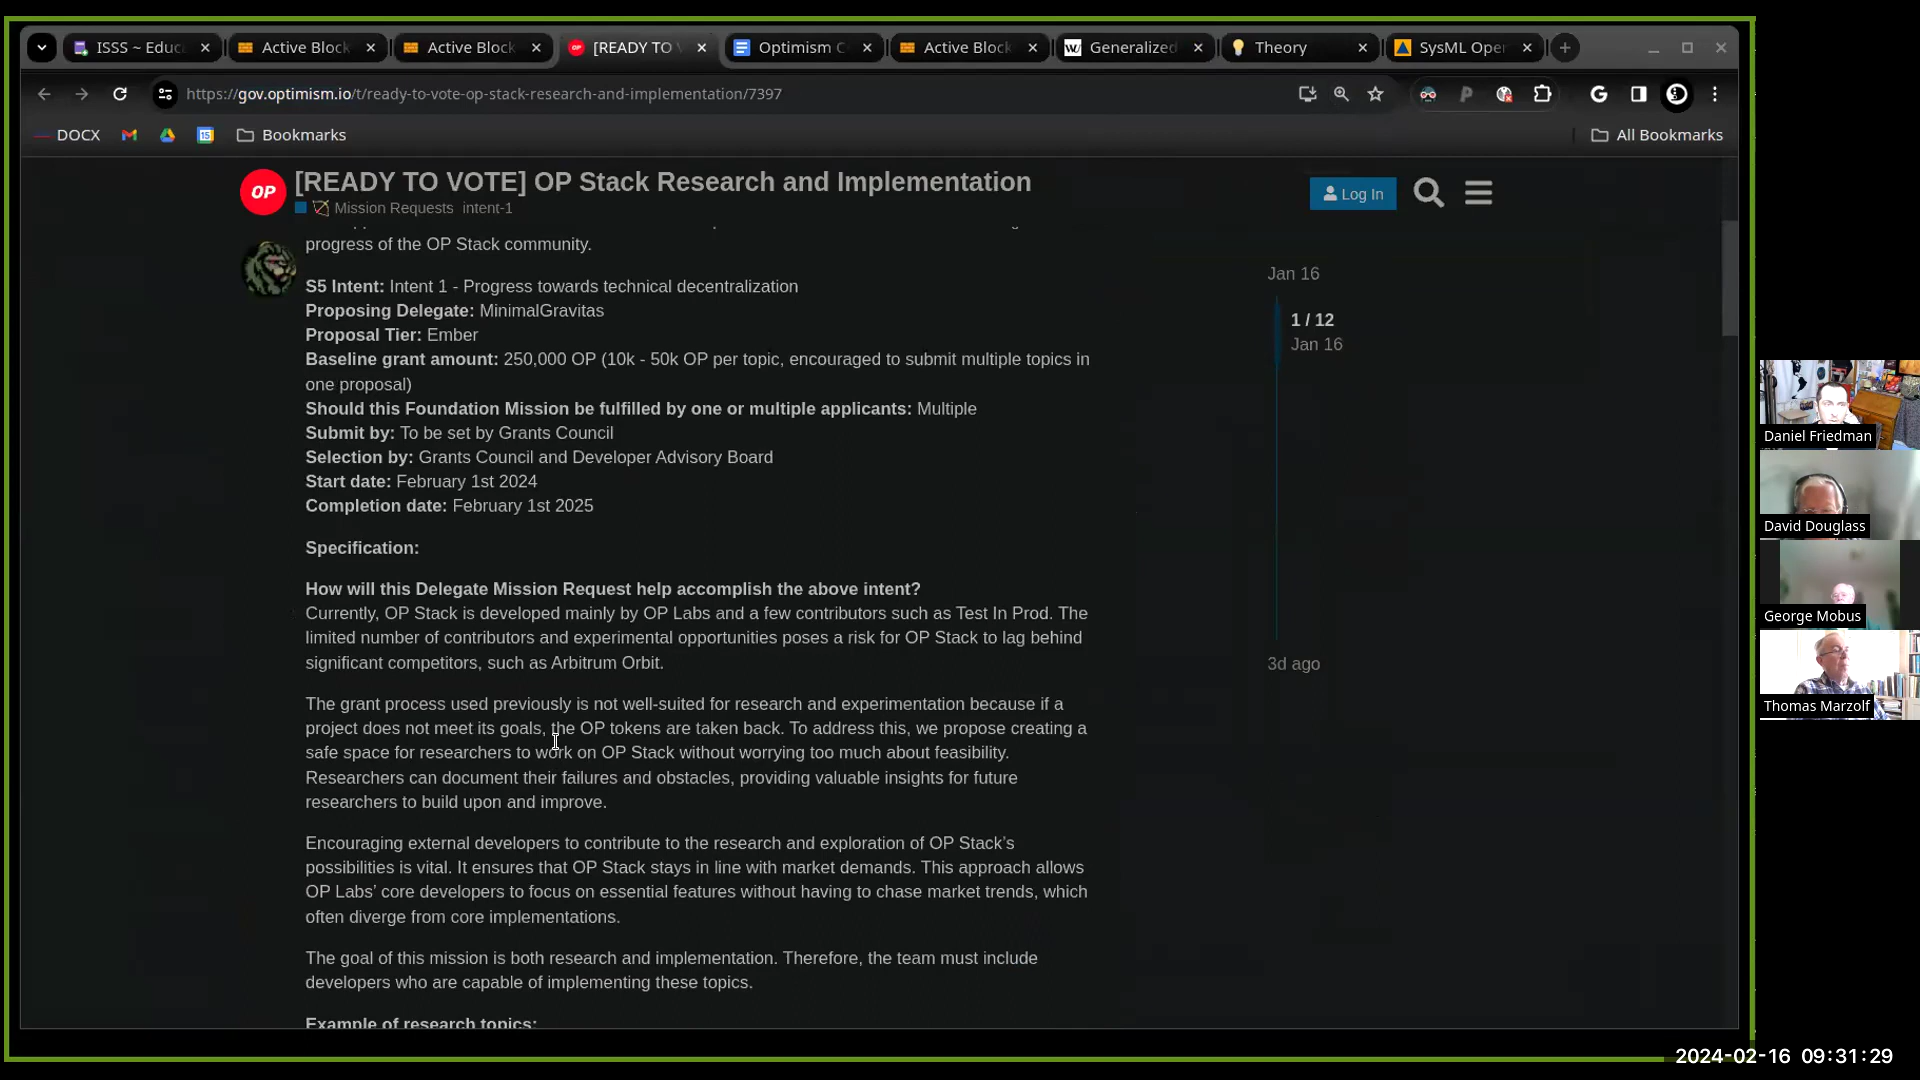 ISSS ~ Educ
Active Block
Active Block
[READY TO V
Optimism C
Active Block
Generalized
Theory
SysML Oper
https://gov.optimism.io/t/ready-to-vote-op-stack-research-and-implementation/7397
DOCX
Bookmarks
All Bookmarks
OP
[READY TO VOTE] OP Stack Research and Implementation
Mission Requests intent-1
Log In
progress of the OP Stack community.
S5 Intent: Intent 1 - Progress towards technical decentralization
Proposing Delegate: MinimalGravitas
Proposal Tier: Ember
Baseline grant amount: 250,000 OP (10k - 50k OP per topic, encouraged to submit multiple topics in
one proposal)
Should this Foundation Mission be fulfilled by one or multiple applicants: Multiple
Submit by: To be set by Grants Council
Selection by: Grants Council and Developer Advisory Board
Start date: February 1st 2024
Completion date: February 1st 2025
Specification:
How will this Delegate Mission Request help accomplish the above intent?
Currently, OP Stack is developed mainly by OP Labs and a few contributors such as Test In Prod. The
limited number of contributors and experimental opportunities poses a risk for OP Stack to lag behind
significant competitors, such as Arbitrum Orbit.
The grant process used previously is not well-suited for research and experimentation because if a
project does not meet its goals, the OP tokens are taken back. To address this, we propose creating a
safe space for researchers to work on OP Stack without worrying too much about feasibility.
Researchers can document their failures and obstacles, providing valuable insights for future
researchers to build upon and improve.
Encouraging external developers to contribute to the research and exploration of OP Stack’s
possibilities is vital. It ensures that OP Stack stays in line with market demands. This approach allows
OP Labs’ core developers to focus on essential features without having to chase market trends, which
often diverge from core implementations.
The goal of this mission is both research and implementation. Therefore, the team must include
developers who are capable of implementing these topics.
Example of research topics:
Jan 16
1 / 12
Jan 16
3d ago
Daniel Friedman
David Douglass
George Mobus
Thomas Marzolf
2024-02-16 09:31:29